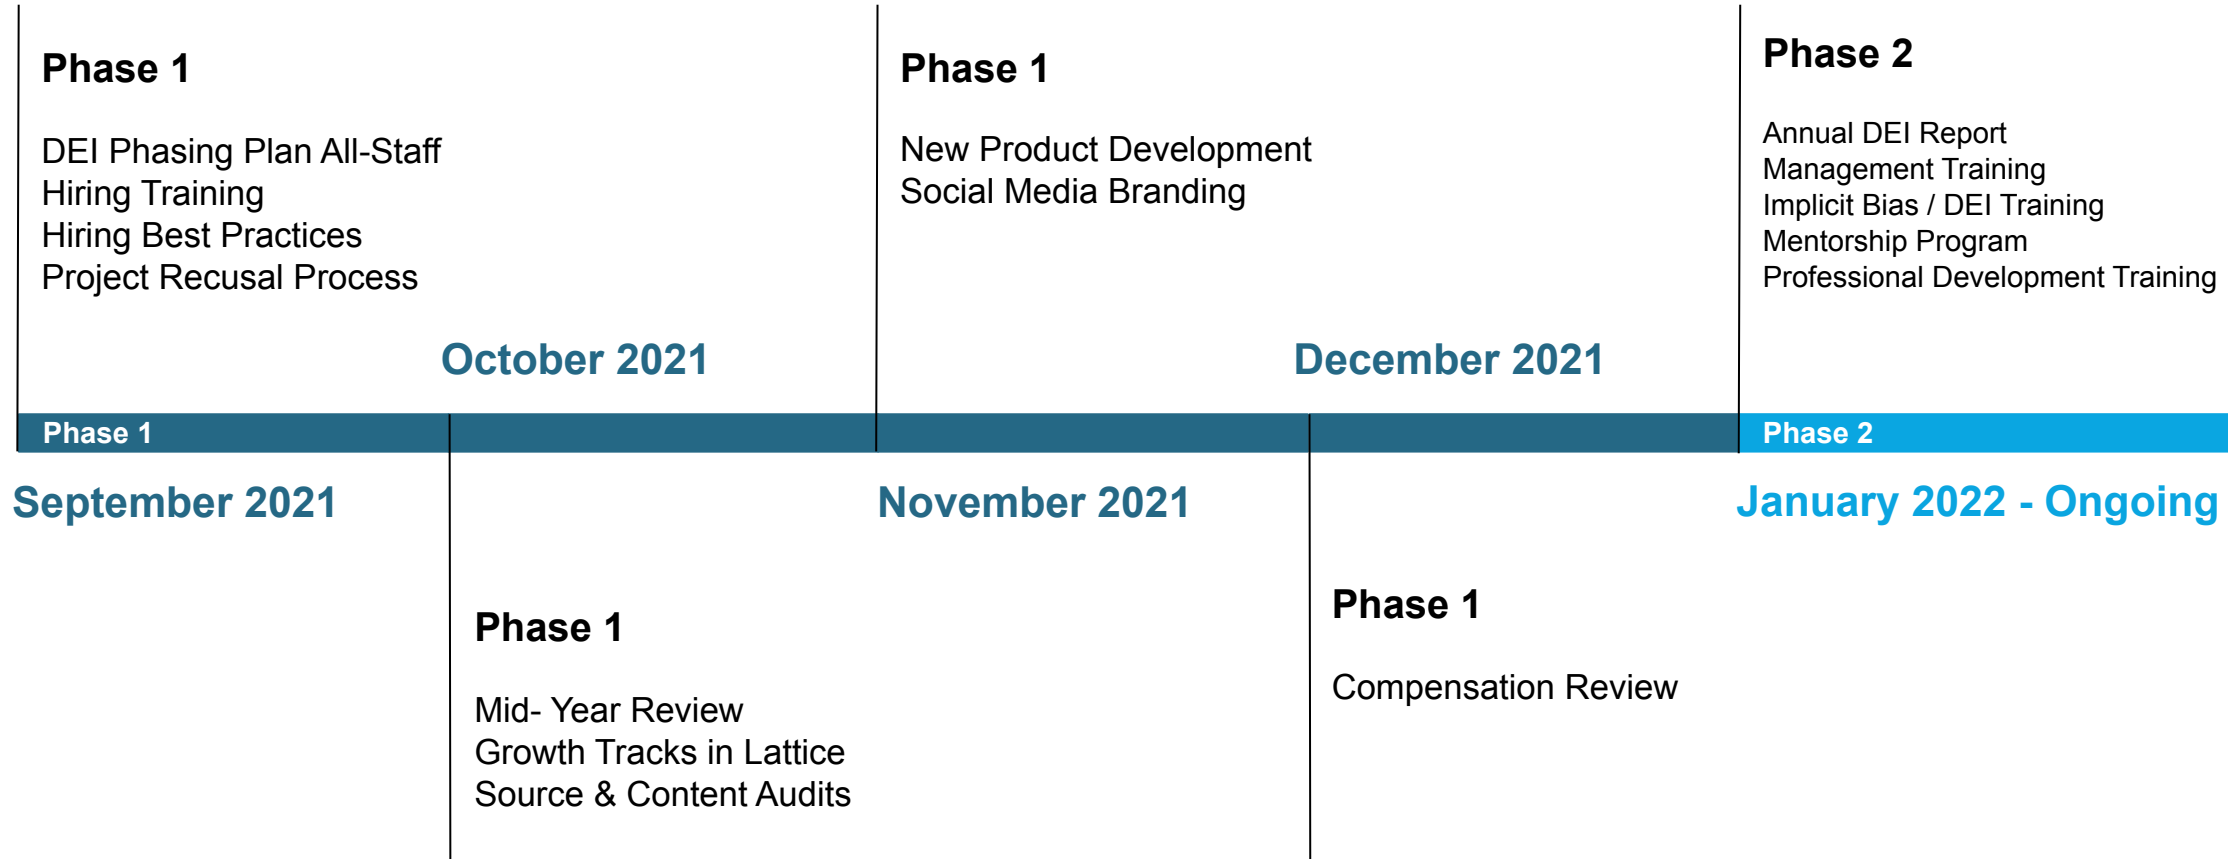 Phase 1
DEI Phasing Plan All-Staff
Hiring Training
Hiring Best Practices
Project Recusal Process
Phase 1
New Product Development
Social Media Branding
Phase 2
Annual DEI Report
Management Training
Implicit Bias / DEI Training
Mentorship Program
Professional Development Training
October 2021
December 2021
Phase 1
Phase 2
September 2021
November 2021
January 2022 - Ongoing
Phase 1
Mid- Year Review
Growth Tracks in Lattice
Source & Content Audits
Phase 1
Compensation Review